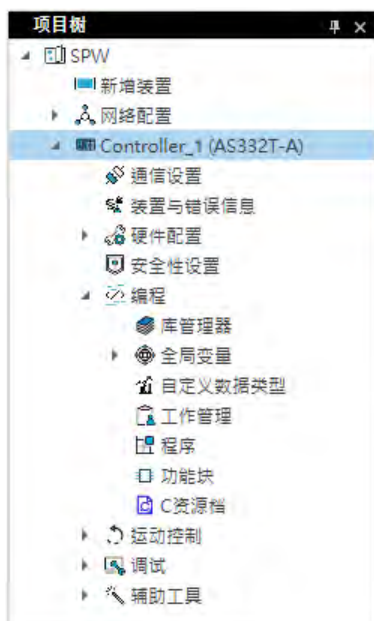 项目树
SPW
新增装置
网络配置
Controller_1 (AS332T-A)
通信设置
装置与错误信息
硬件配置
安全性设置
编程
库管理器
全局变量
自定义数据类型
工作管理
程序
功能块
C资源档
运动控制
调试
辅助工具